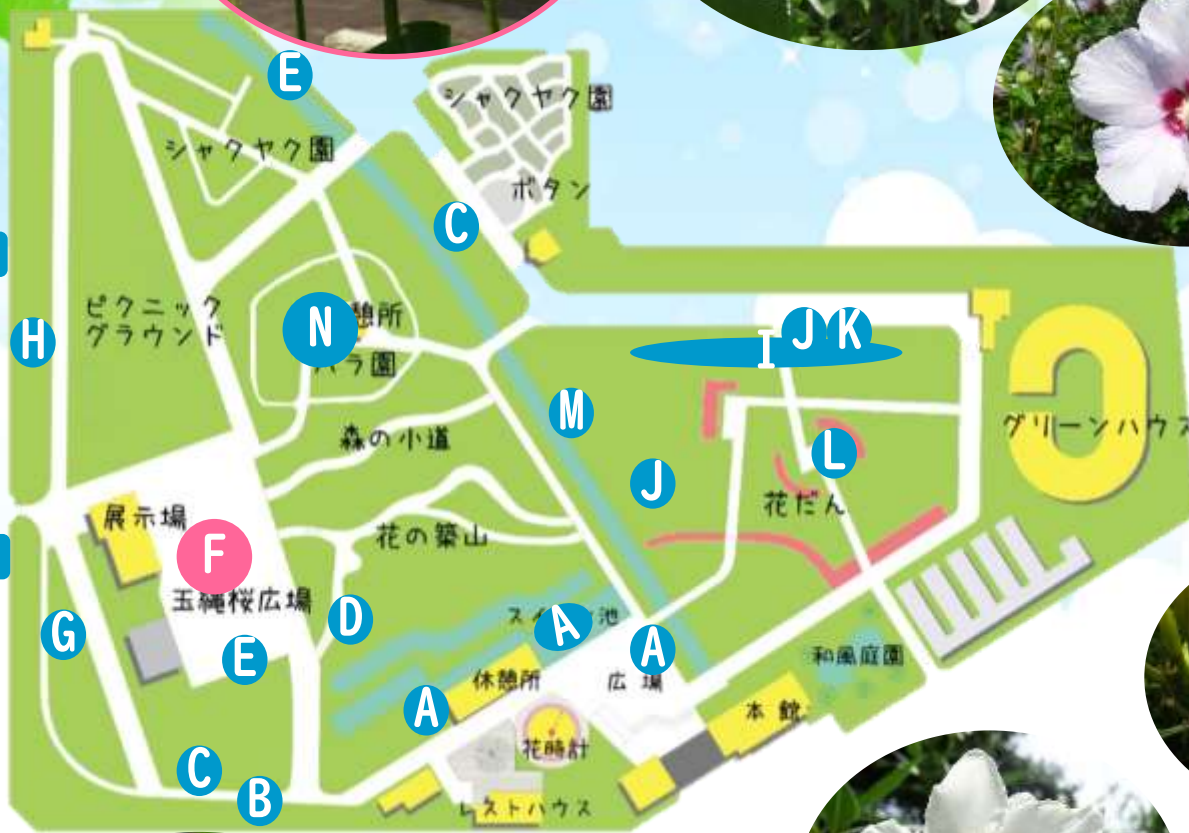 E
シャクヤク園
シャクヤク園
ボタン
C
ピクニック
グラウンド
H
N
憩所
バラ園
I
J
K
M
森の小道
グリーンハウス
L
J
花だん
展示場
F
花の築山
玉縄桜広場
G
D
E
A
池
A
和風庭園
休憩所
広場
A
本館
花時計
C
B
レストハウス